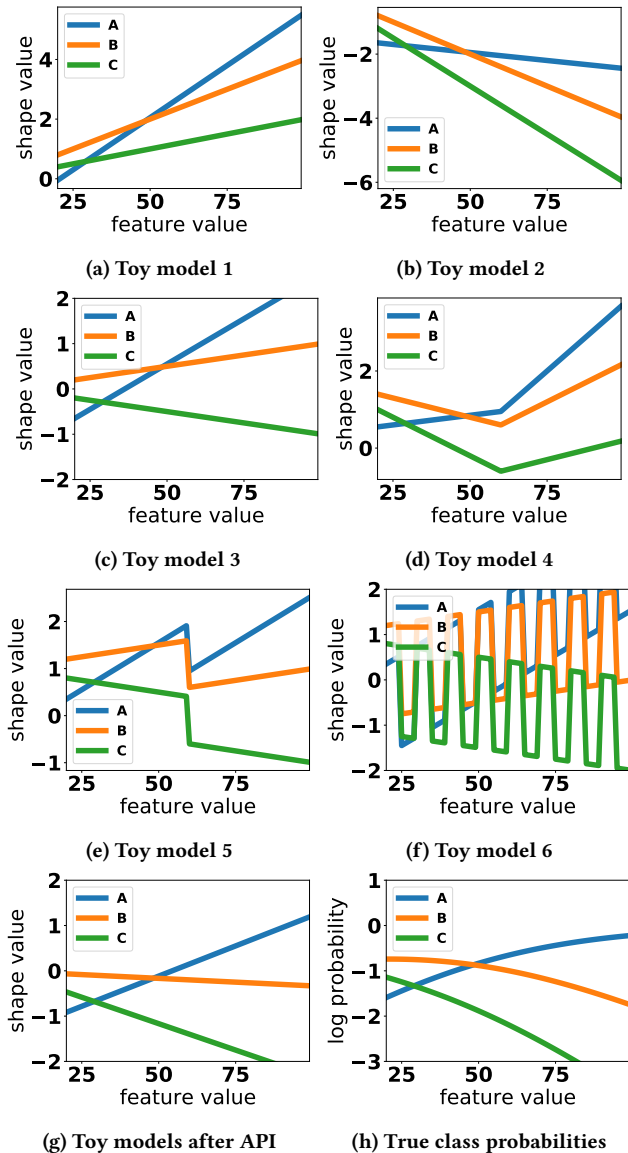 A
B
C
4
2
0
shape value
25
50
75
feature value
(a) Toy model 1
−2
−4
−6
shape value
A
B
C
25
50
75
feature value
(b) Toy model 2
2
1
0
−1
−2
shape value
A
B
C
25
50
75
feature value
(c) Toy model 3
2
0
shape value
A
B
C
25
50
75
feature value
(d) Toy model 4
2
1
0
−1
shape value
A
B
C
25
50
75
feature value
(e) Toy model 5
2
1
0
−1
−2
shape value
A
B
C
25
50
75
feature value
(f) Toy model 6
2
1
0
−1
−2
shape value
A
B
C
25
50
75
feature value
(g) Toy models after API
1
0
−1
−2
−3
log probability
A
B
C
25
50
75
feature value
(h) True class probabilities